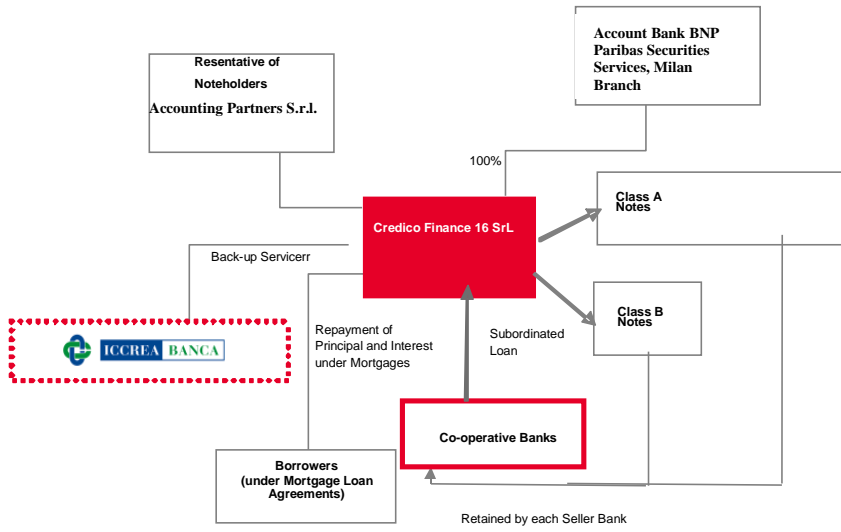 Resentative of
Noteholders
Accounting Partners S.r.l.
Account Bank BNP
Paribas Securities
Services, Milan
Branch
100%
Credico Finance 16 SrL
Class A
Notes
Back-up Servicerr
Class B
Notes
ICCREA BANCA
Repayment of
Principal and Interest
under Mortgages
Subordinated
Loan
Co-operative Banks
Borrowers
(under Mortgage Loan
Agreements)
Retained by each Seller Bank